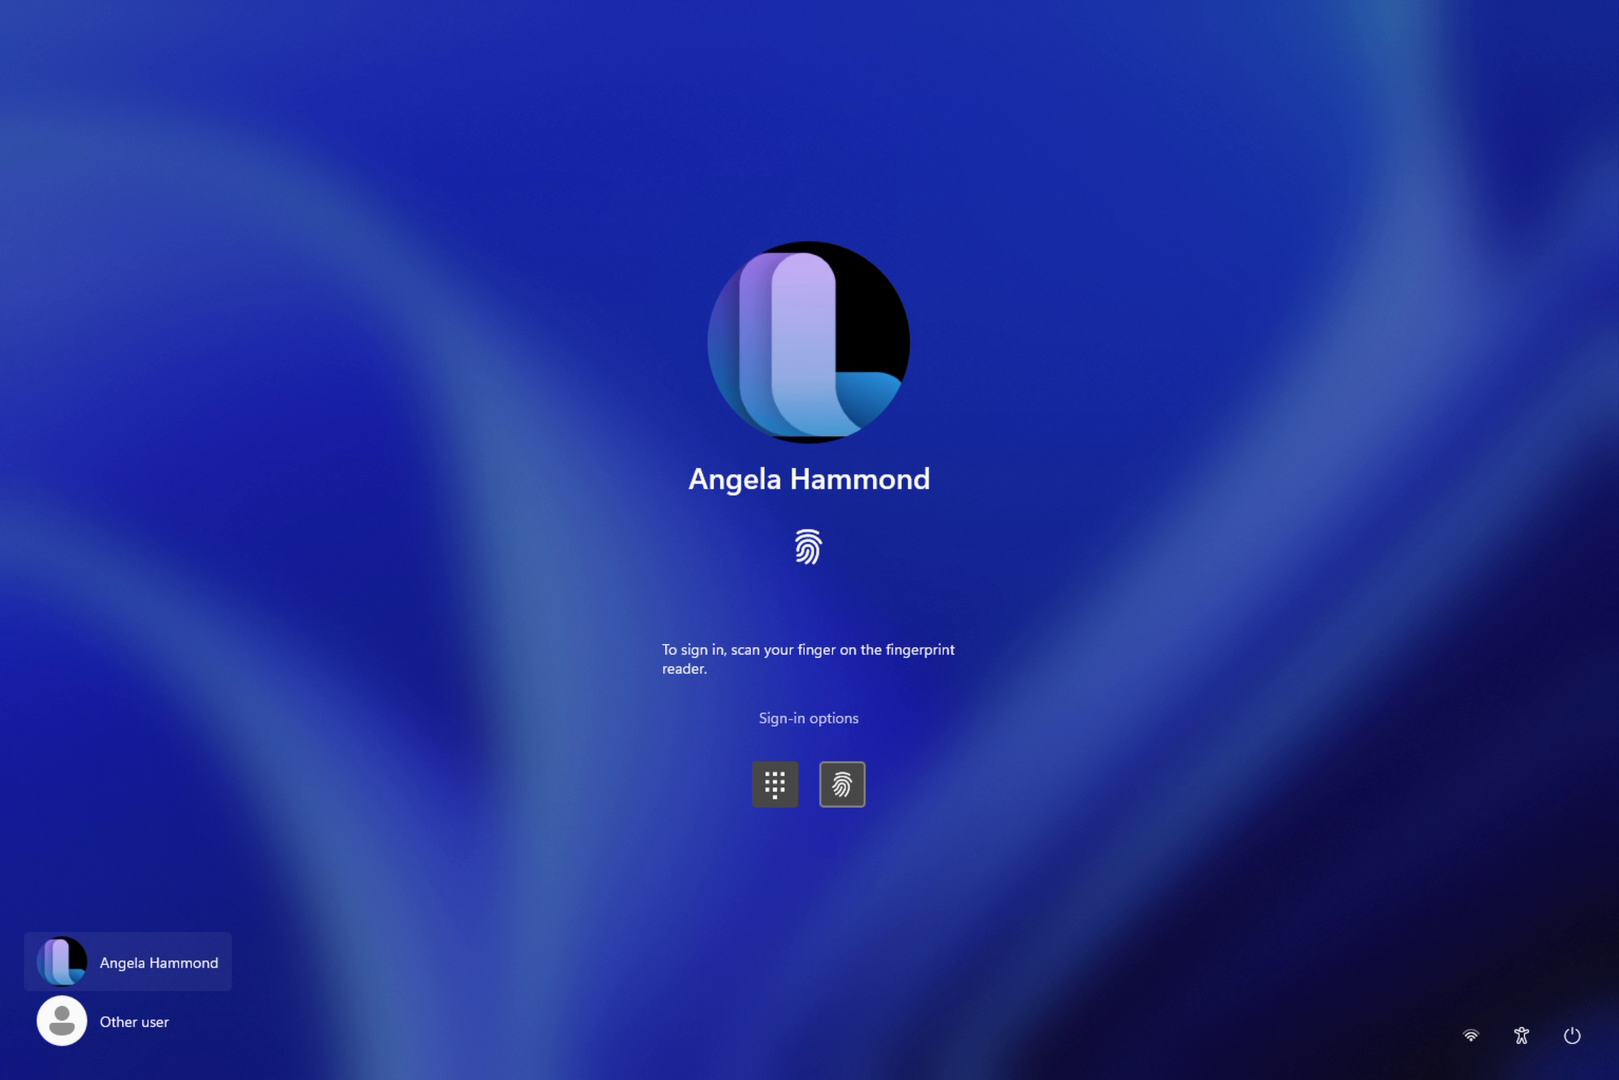 Angela Hammond
To sign in, scan your finger on the fingerprint
reader.
Sign-in options
Angela Hammond
Other user